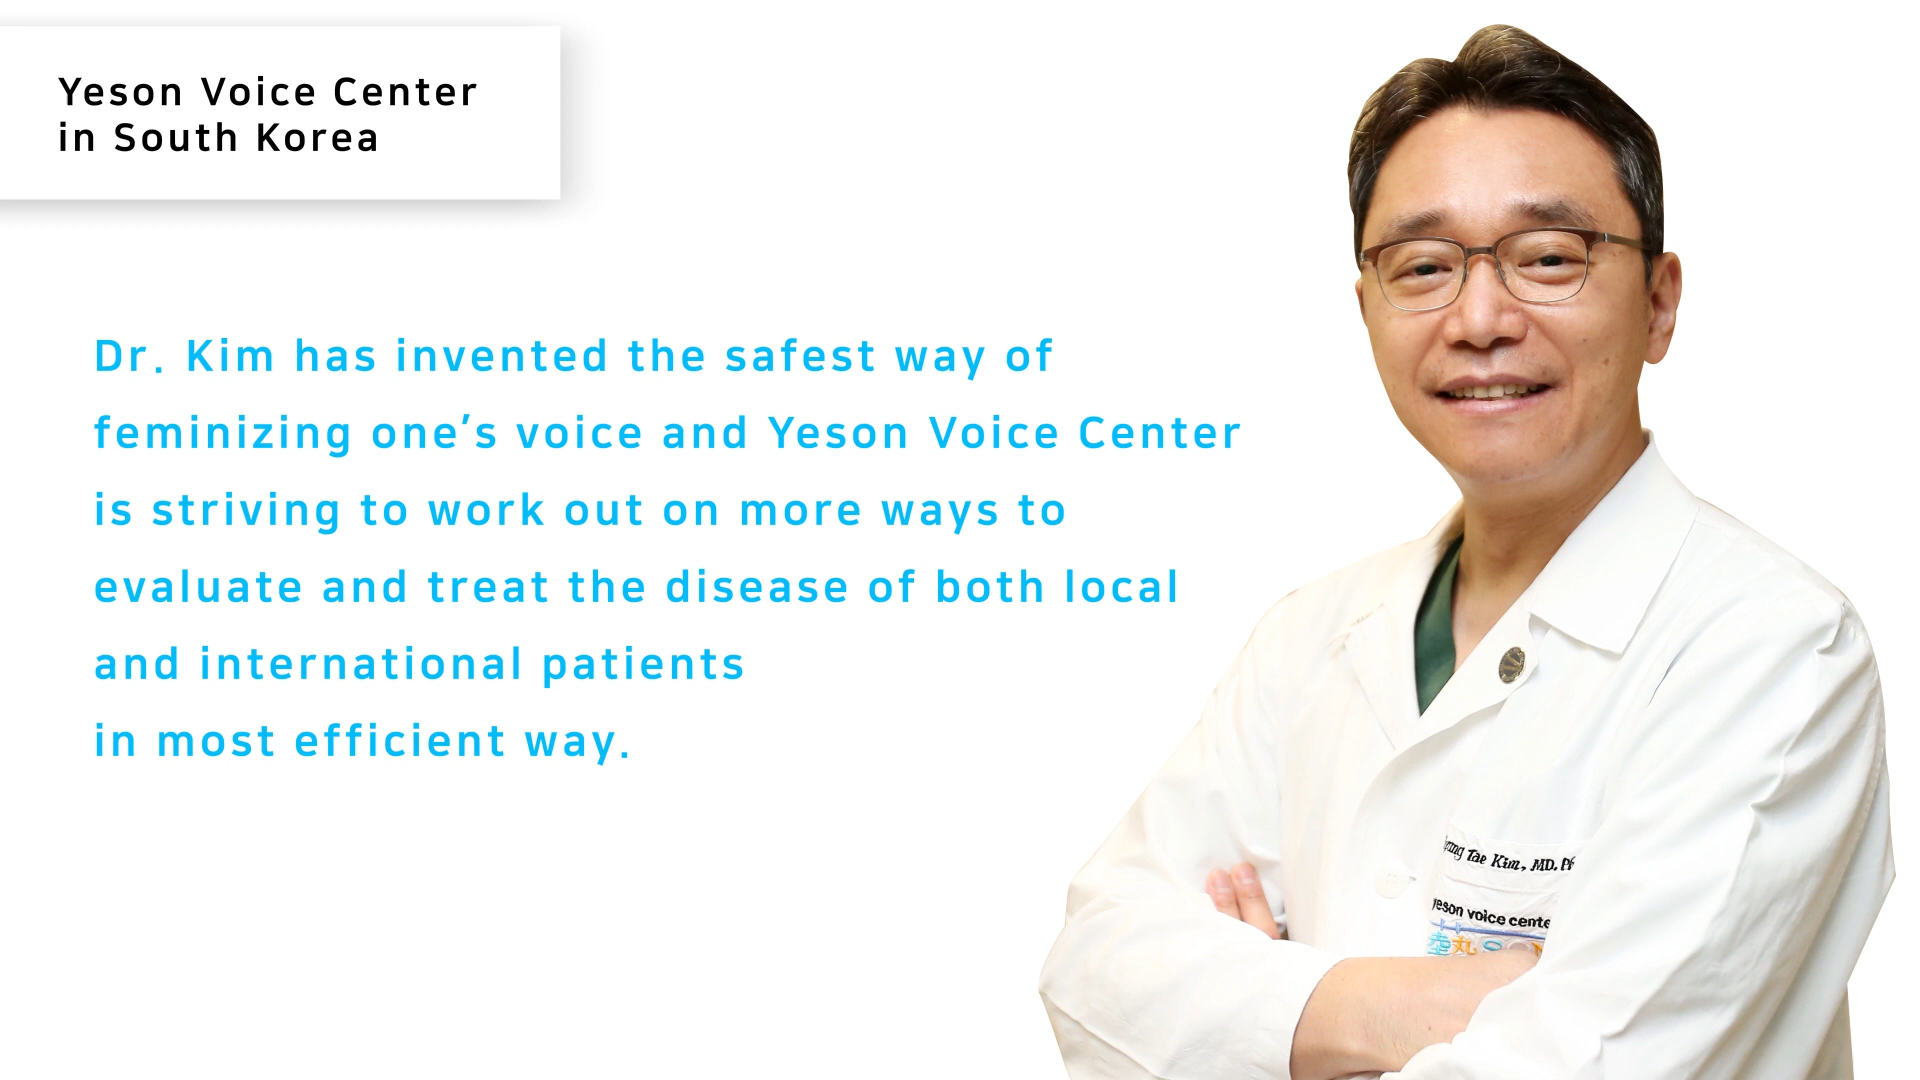 Yeson Voice Center
in South Korea
Dr. Kim has invented the safest way of
feminizing one’s voice and Yeson Voice Center
is striving to work out on more ways to
evaluate and treat the disease of both local
and international patients
in most efficient way.
Tae Kim, MD.
yeson voice